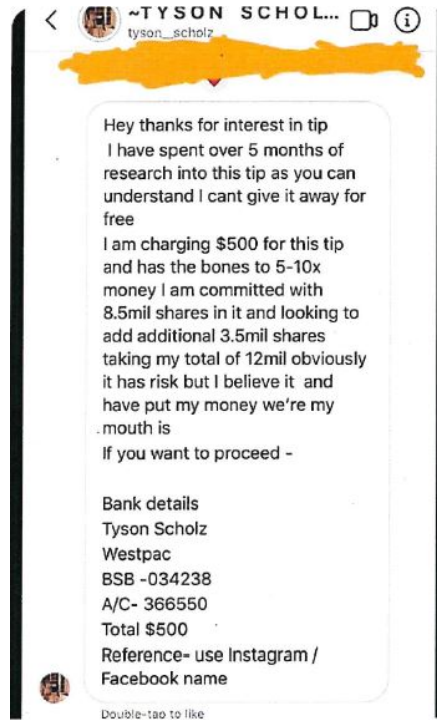 ~TYSON SCHOL...
tyson__scholz
Hey thanks for interest in tip
I have spent over 5 months of
research into this tip as you can
understand I cant give it away for
free
I am charging $500 for this tip
and has the bones to 5-10x
money I am committed with
8.5mil shares in it and looking to
add additional 3.5mil shares
taking my total of 12mil obviously
it has risk but I believe it and
have put my money we're my
mouth is
If you want to proceed -
Bank details
Tyson Scholz
Westpac
BSB -034238
A/C- 366550
Total $500
Reference- use Instagram /
Facebook name
Double-tap to like